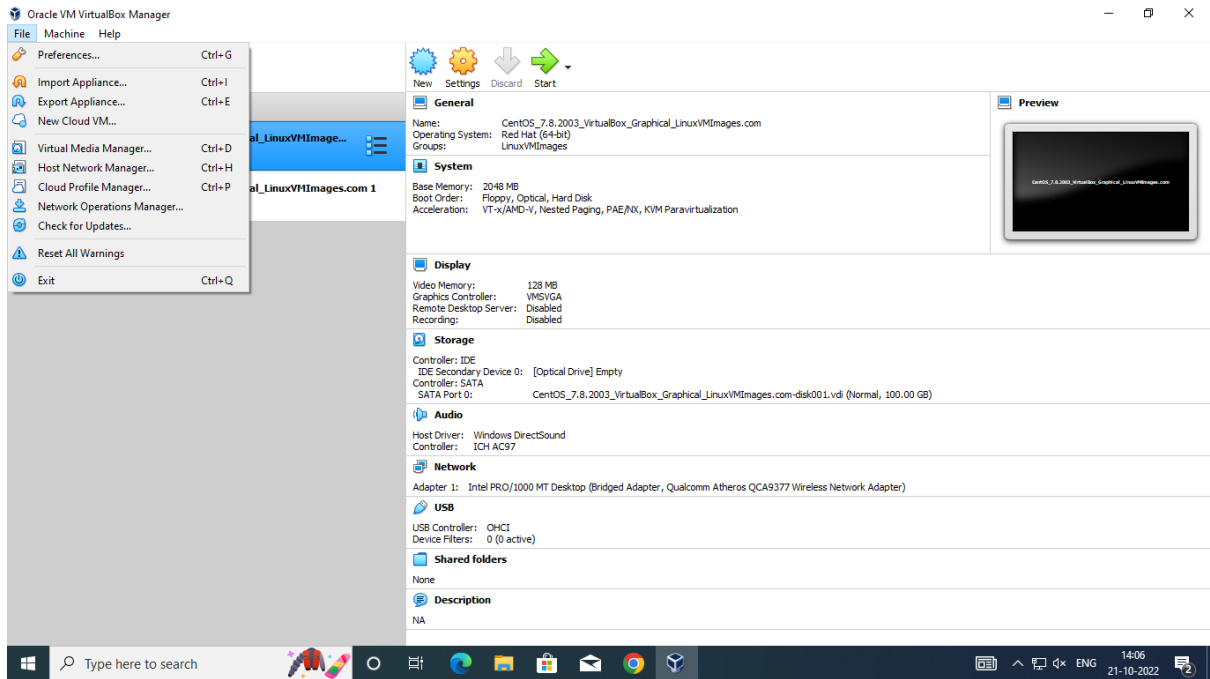 Oracle VM VirtualBox Manager
File Machine Help
Preferences... Ctrl+G
Import Appliance... Ctrl+I
Export Appliance... Ctrl+E
New Cloud VM...
Virtual Media Manager... Ctrl+D
Host Network Manager... Ctrl+H
Cloud Profile Manager... Ctrl+P
Network Operations Manager...
Check for Updates...
Reset All Warnings
Exit Ctrl+Q
al_LinuxVMImage...
al_LinuxVMImages.com 1
New Settings Discard Start
General
Name: CentOS_7.8.2003_VirtualBox_Graphical_LinuxVMImages.com
Operating System: Red Hat (64-bit)
Groups: LinuxVMImages
Preview
CentOS_7.8.2003_VirtualBox_Graphical_LinuxVMImages.com
System
Base Memory: 2048 MB
Boot Order: Floppy, Optical, Hard Disk
Acceleration: VT-x/AMD-V, Nested Paging, PAE/NX, KVM Paravirtualization
Display
Video Memory: 128 MB
Graphics Controller: VMSVGA
Remote Desktop Server: Disabled
Recording: Disabled
Storage
Controller: IDE
IDE Secondary Device 0: [Optical Drive] Empty
Controller: SATA
SATA Port 0: CentOS_7.8.2003_VirtualBox_Graphical_LinuxVMImages.com-disk001.vdi (Normal, 100.00 GB)
Audio
Host Driver: Windows DirectSound
Controller: ICH AC97
Network
Adapter 1: Intel PRO/1000 MT Desktop (Bridged Adapter, Qualcomm Atheros QCA9377 Wireless Network Adapter)
USB
USB Controller: OHCI
Device Filters: 0 (0 active)
Shared folders
None
Description
NA
Type here to search
ENG
14:06
21-10-2022
2